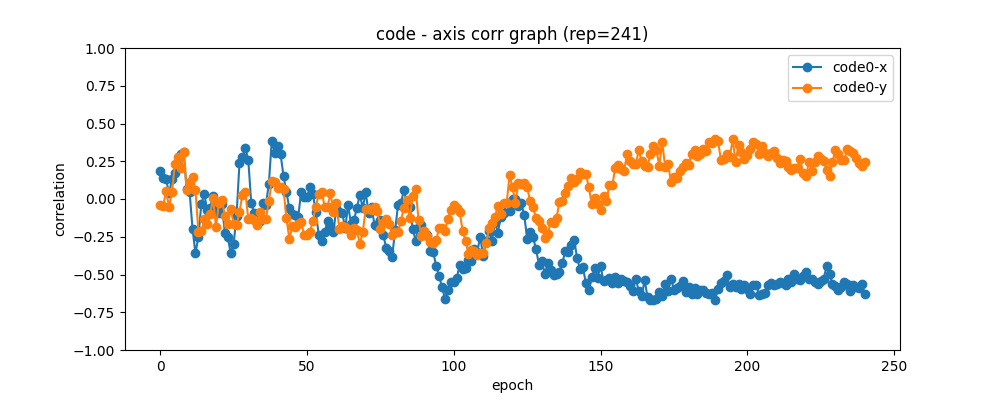 code - axis corr graph (rep=241)
1.00
0.75
0.50
0.25
0.00
−0.25
−0.50
−0.75
−1.00
correlation
code0-x
code0-y
0 50 100 150 200 250
epoch